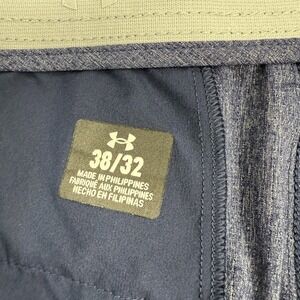 38/32
MADE IN PHILIPPINES
FABRIQUÉ AUX PHILIPPINES
HECHO EN FILIPINAS